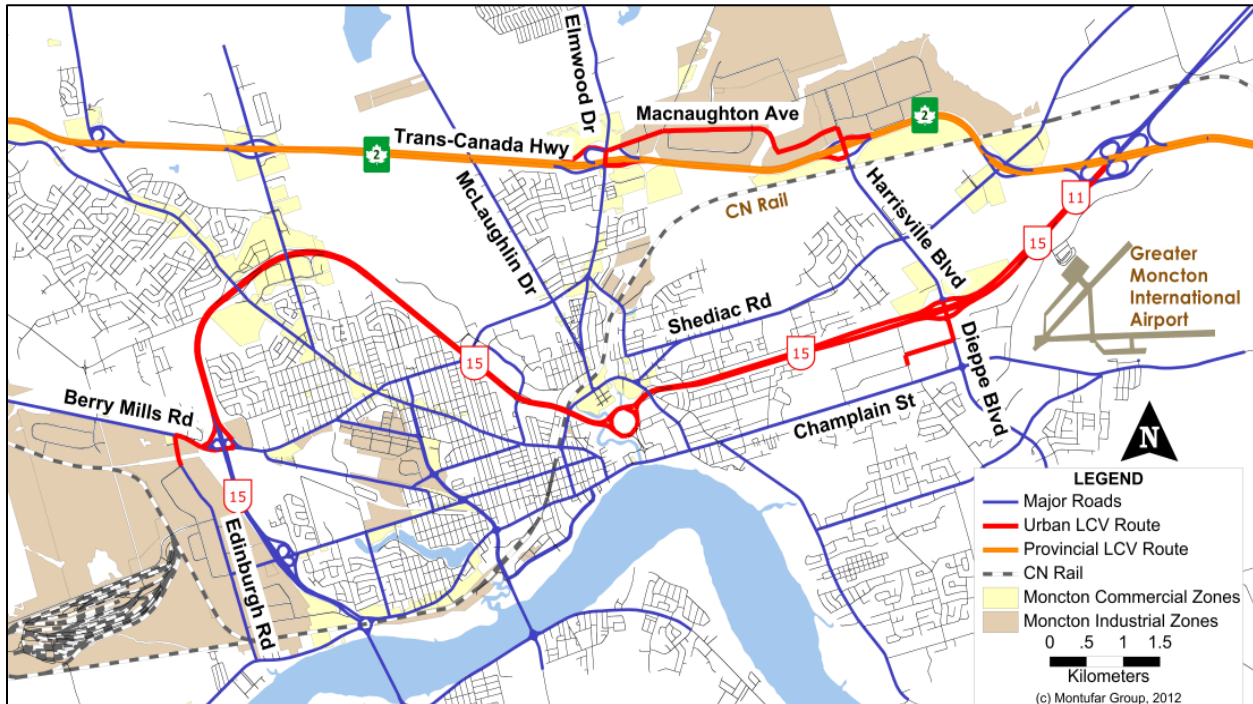 Elmwood Dr
Macnaughton Ave
2
Trans-Canada Hwy
2
McLaughlin Dr
CN Rail
Harrisville Blvd
11
15
Greater
Moncton
International
Airport
Shediac Rd
15
15
Dieppe Blvd
Berry Mills Rd
Champlain St
N
15
Edinburgh Rd
LEGEND
Major Roads
Urban LCV Route
Provincial LCV Route
CN Rail
Moncton Commercial Zones
Moncton Industrial Zones
0 .5 1 1.5
Kilometers
(c) Montufar Group, 2012